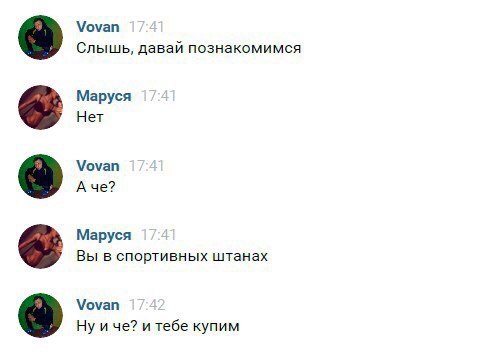 Vovan 17:41
Слышь, давай познакомимся
Маруся 17:41
Нет
Vovan 17:41
А че?
Маруся 17:41
Вы в спортивных штанах
Vovan 17:42
Ну и че? и тебе купим